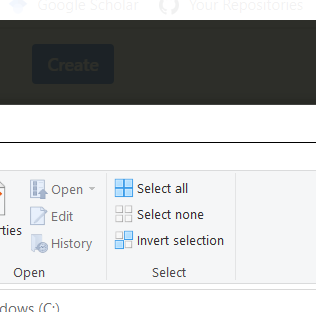 Google Scholar Your Repositories
Create
Open Select all
Edit Select none
rties History Invert selection
Open Select
dows (C:)